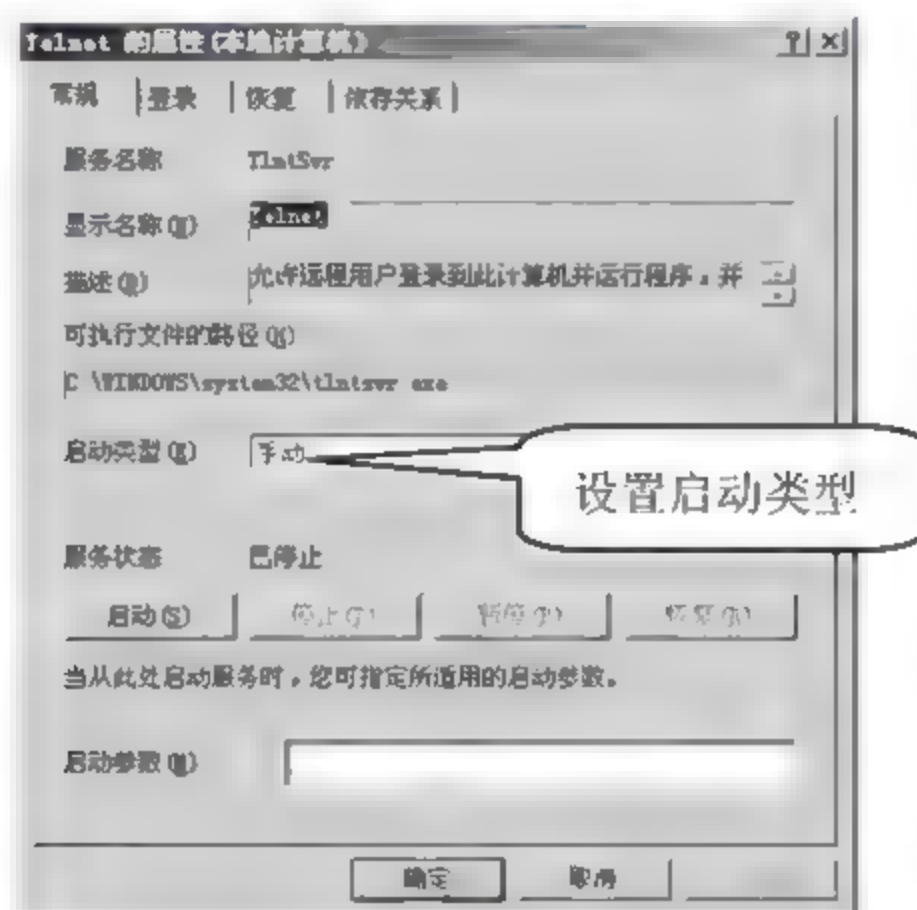 Telnet 的属性(本地计算机)
常规 登录 恢复 依存关系
服务名称 TlntSvr
显示名称(N) Telnet
描述(D) 允许远程用户登录到此计算机并运行程序，并
可执行文件的路径(H)
C \WINDOWS\system32\tlntsvr exe
启动类型(E) 手动
设置启动类型
服务状态 已停止
启动(S) 停止(T) 暂停(P) 恢复(R)
当从此处启动服务时，您可指定所适用的启动参数。
启动参数(M)
确定 取消